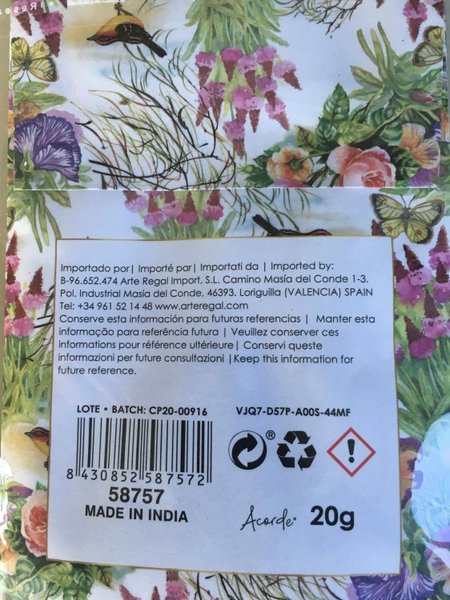 Importado por| Importé par| Importati da | Imported by:
B-96.652.474 Arte Regal Import, S.L. Camino Masía del Conde 1-3,
Pol. Industrial Masía del Conde, 46393, Loriguilla (VALENCIA) SPAIN
Tel: +34 961 52 14 48 www.arteregal.com
Conserve esta información para futuras referencias | Manter esta
informação para referência futura | Veuillez conserver ces
informations pour référence ultérieure| Conservi queste
informazioni per future consultazioni |Keep this information for
future reference.
LOTE • BATCH: CP20-00916 VJQ7-D57P-A00S-44MF
8 430852 587572
58757
MADE IN INDIA
Acorde® 20g